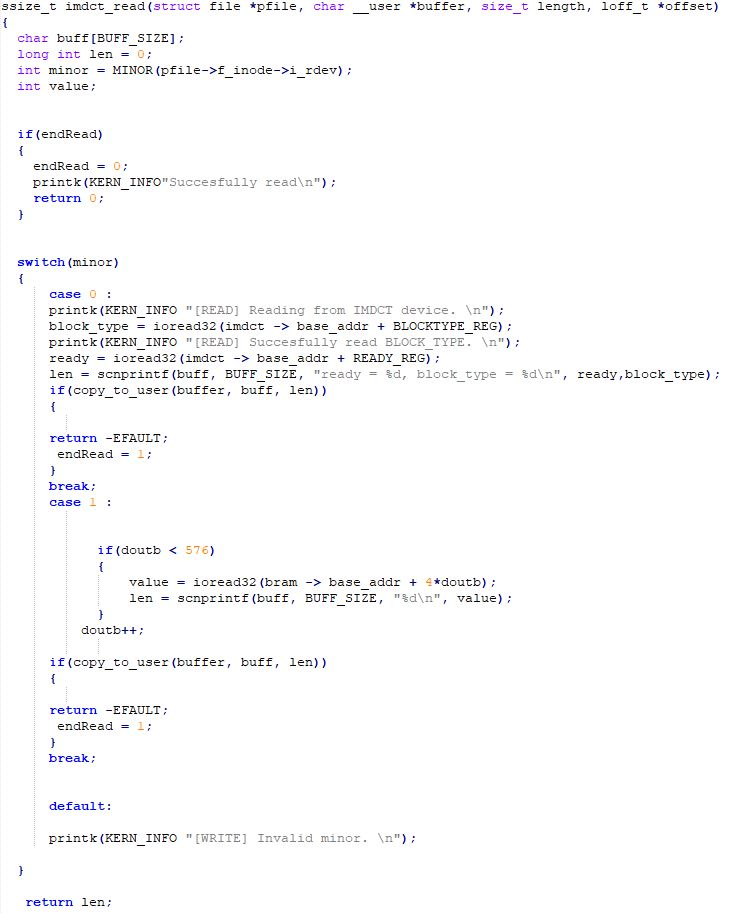 ssize_t imdct_read(struct file *pfile, char __user *buffer, size_t length, loff_t *offset)
{
char buff[BUFF_SIZE];
long int len = 0;
int minor = MINOR(pfile->f_inode->i_rdev);
int value;
if(endRead)
{
endRead = 0;
printk(KERN_INFO"Succesfully read\n");
return 0;
}
switch(minor)
{
case 0 :
printk(KERN_INFO "[READ] Reading from IMDCT device. \n");
block_type = ioread32(imdct -> base_addr + BLOCKTYPE_REG);
printk(KERN_INFO "[READ] Succesfully read BLOCK_TYPE. \n");
ready = ioread32(imdct -> base_addr + READY_REG);
len = scnprintf(buff, BUFF_SIZE, "ready = %d, block_type = %d\n", ready,block_type);
if(copy_to_user(buffer, buff, len))
{
return -EFAULT;
endRead = 1;
}
break;
case 1 :
if(doutb < 576)
{
value = ioread32(bram -> base_addr + 4*doutb);
len = scnprintf(buff, BUFF_SIZE, "%d\n", value);
}
doutb++;
if(copy_to_user(buffer, buff, len))
{
return -EFAULT;
endRead = 1;
}
break;
default:
printk(KERN_INFO "[WRITE] Invalid minor. \n");
}
return len;